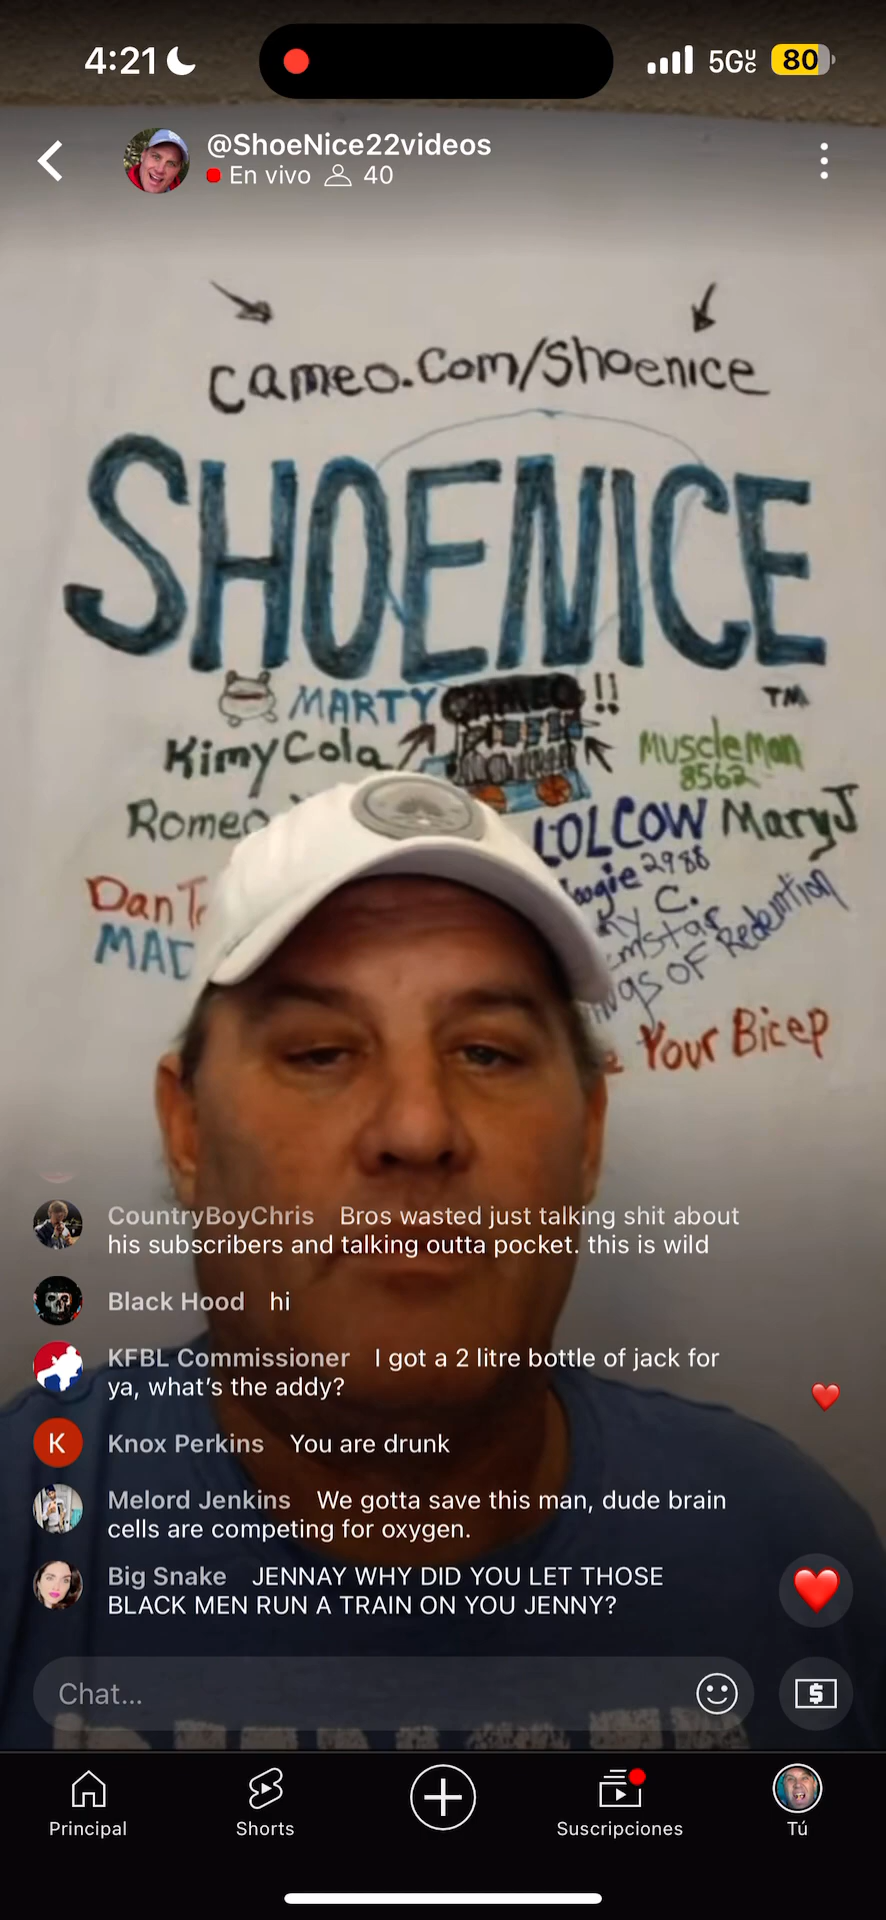 4:21
5G
80
@ShoeNice22videos
En vivo 40
cameo.com/shoenice
SHOENICE
TM
MARTY CAMEO !!
KimyCola
Muscleman
8562
Romeo
LOLCOW MaryJ
2988
Dan
C.
MAD
OF Redemption
Your Bicep
CountryBoyChris Bros wasted just talking shit about
his subscribers and talking outta pocket. this is wild
Black Hood hi
KFBL Commissioner I got a 2 litre bottle of jack for
ya, what's the addy?
K
Knox Perkins You are drunk
Melord Jenkins We gotta save this man, dude brain
cells are competing for oxygen.
Big Snake JENNAY WHY DID YOU LET THOSE
BLACK MEN RUN A TRAIN ON YOU JENNY?
Chat...
$
Principal
Shorts
Suscripciones
Tú